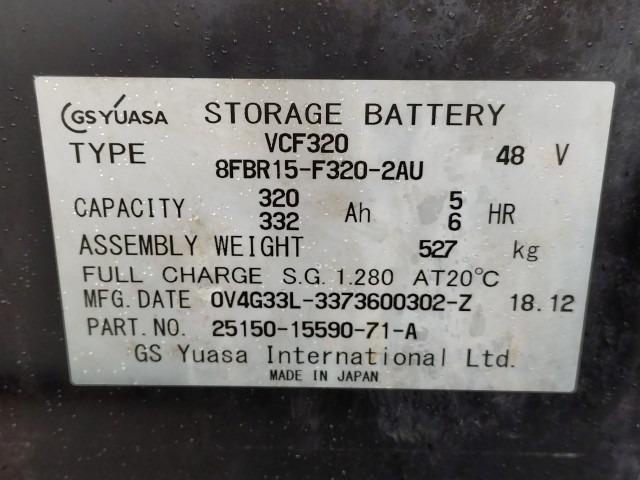 GS YUASA STORAGE BATTERY
TYPE VCF320 48 V
8FBR15-F320-2AU
CAPACITY 320 Ah 5 HR
332 6
ASSEMBLY WEIGHT 527 kg
FULL CHARGE S.G. 1.280 AT20℃
MFG.DATE 0V4G33L-3373600302-Z 18.12
PART.NO. 25150-15590-71-A
GS Yuasa International Ltd.
MADE IN JAPAN